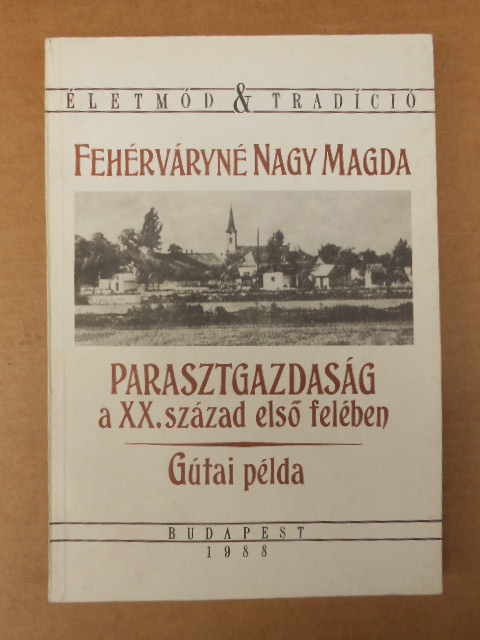 ÉLETMÓD & TRADÍCIÓ
FEHÉRVÁRYNÉ NAGY MAGDA
PARASZTGAZDASÁG
a XX. század első felében
Gútai példa
BUDAPEST
1988